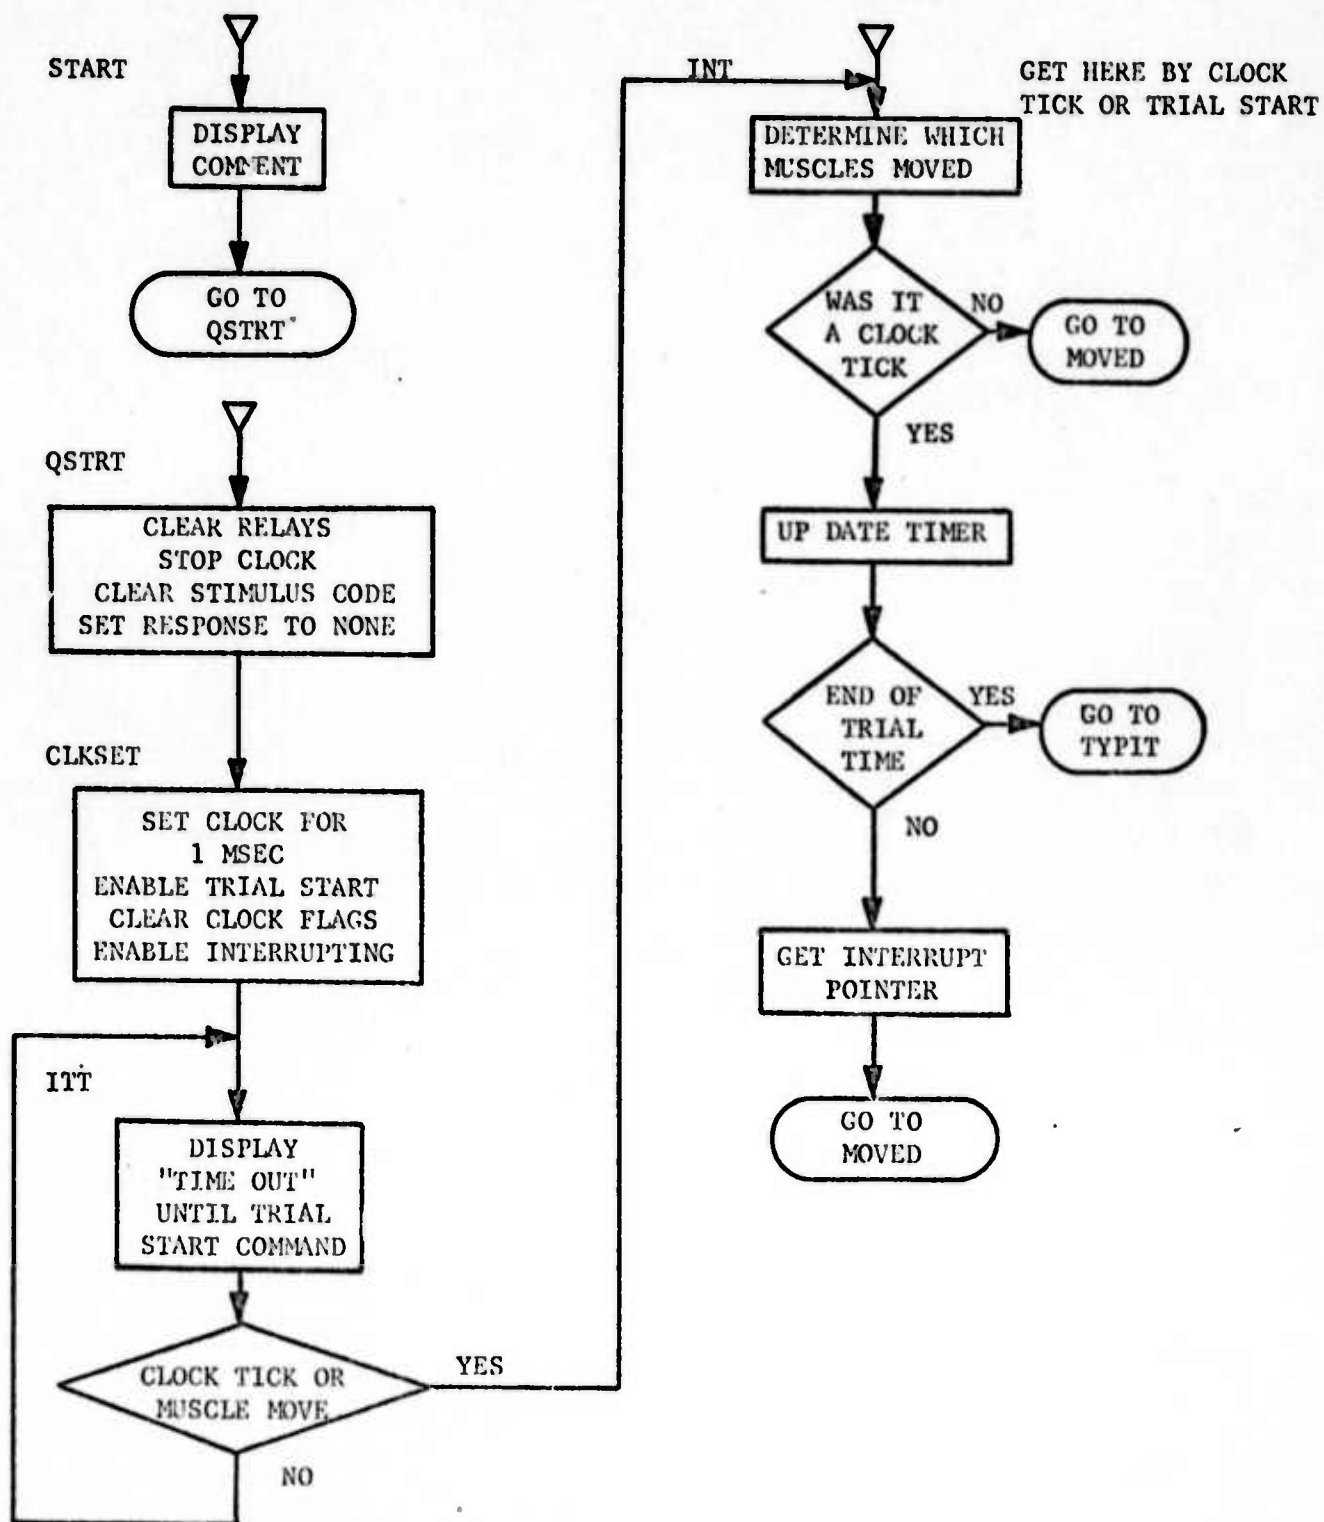 START
DISPLAY
COMMENT
GO TO
QSTRT
QSTRT
CLEAR RELAYS
STOP CLOCK
CLEAR STIMULUS CODE
SET RESPONSE TO NONE
CLKSET
SET CLOCK FOR
1 MSEC
ENABLE TRIAL START
CLEAR CLOCK FLAGS
ENABLE INTERRUPTING
ITT
DISPLAY
"TIME OUT"
UNTIL TRIAL
START COMMAND
CLOCK TICK OR
MUSCLE MOVE
YES
NO
INT
GET HERE BY CLOCK
TICK OR TRIAL START
DETERMINE WHICH
MUSCLES MOVED
WAS IT
A CLOCK
TICK
NO
GO TO
MOVED
YES
UP DATE TIMER
END OF
TRIAL
TIME
YES
GO TO
TYPIT
NO
GET INTERRUPT
POINTER
GO TO
MOVED